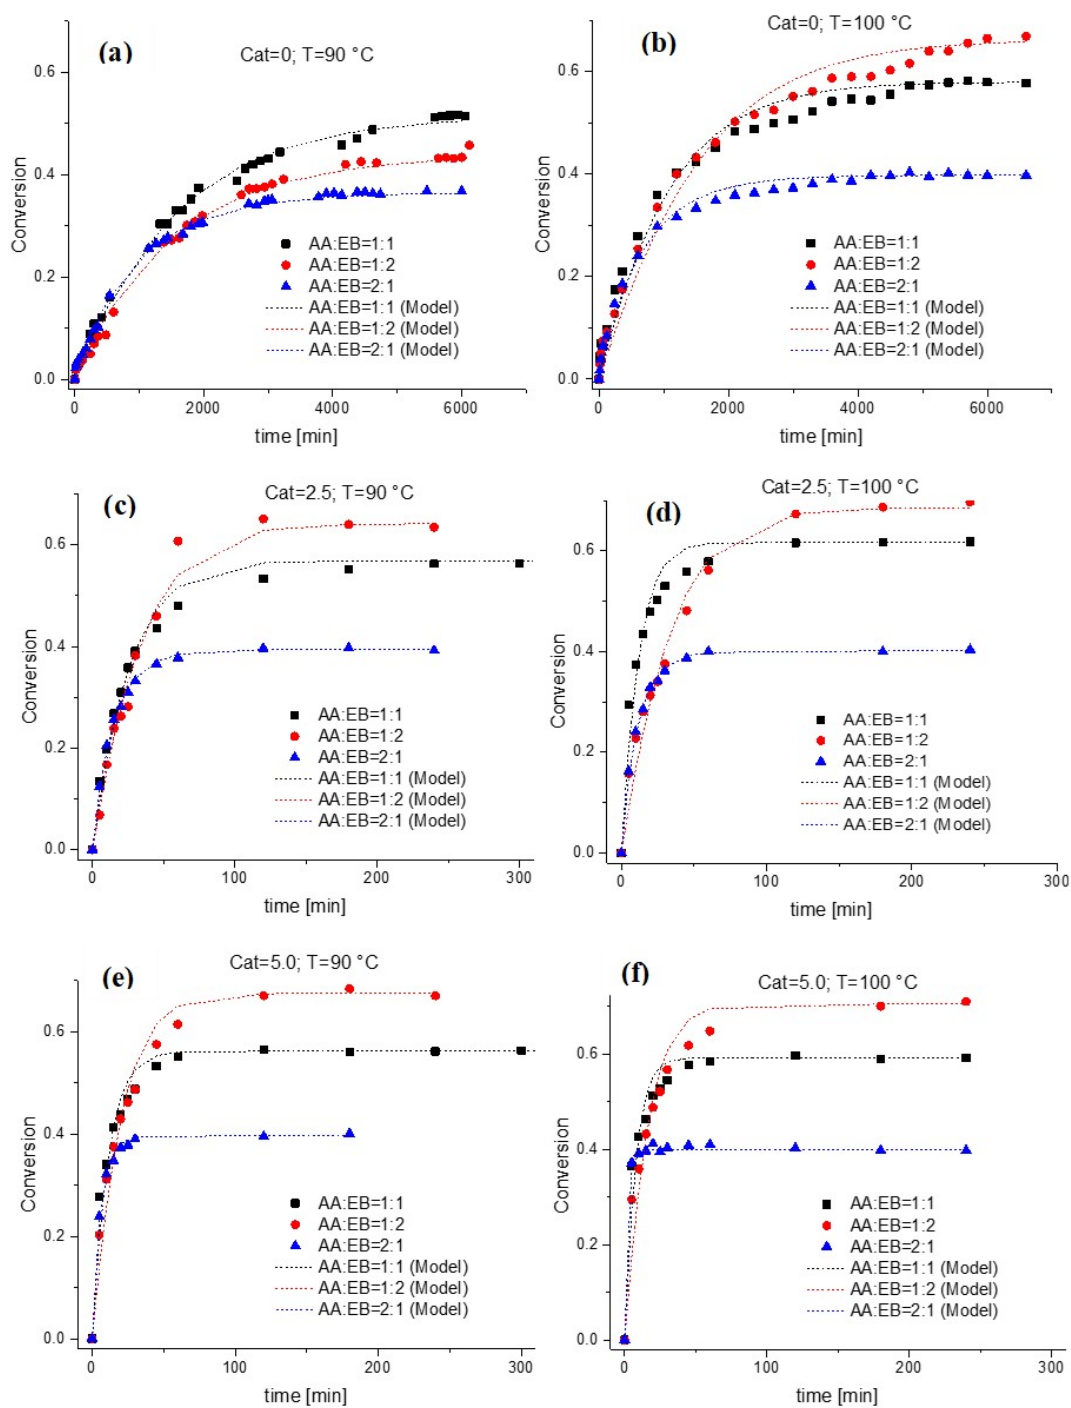 (a)
Cat=0; T=90 °C
0.6
0.4
0.2
0.0
Conversion
AA:EB=1:1
AA:EB=1:2
AA:EB=2:1
AA:EB=1:1 (Model)
AA:EB=1:2 (Model)
AA:EB=2:1 (Model)
0 2000 4000 6000
time [min]
(b)
Cat=0; T=100 °C
0.6
0.4
0.2
0.0
Conversion
AA:EB=1:1
AA:EB=1:2
AA:EB=2:1
AA:EB=1:1 (Model)
AA:EB=1:2 (Model)
AA:EB=2:1 (Model)
0 2000 4000 6000
time [min]
(c)
Cat=2.5; T=90 °C
0.6
0.4
0.2
0.0
Conversion
AA:EB=1:1
AA:EB=1:2
AA:EB=2:1
AA:EB=1:1 (Model)
AA:EB=1:2 (Model)
AA:EB=2:1 (Model)
0 100 200 300
time [min]
(d)
Cat=2.5; T=100 °C
0.6
0.4
0.2
0.0
Conversion
AA:EB=1:1
AA:EB=1:2
AA:EB=2:1
AA:EB=1:1 (Model)
AA:EB=1:2 (Model)
AA:EB=2:1 (Model)
0 100 200 300
time [min]
(e)
Cat=5.0; T=90 °C
0.6
0.4
0.2
0.0
Conversion
AA:EB=1:1
AA:EB=1:2
AA:EB=2:1
AA:EB=1:1 (Model)
AA:EB=1:2 (Model)
AA:EB=2:1 (Model)
0 100 200 300
time [min]
(f)
Cat=5.0; T=100 °C
0.6
0.4
0.2
0.0
Conversion
AA:EB=1:1
AA:EB=1:2
AA:EB=2:1
AA:EB=1:1 (Model)
AA:EB=1:2 (Model)
AA:EB=2:1 (Model)
0 100 200 300
time [min]